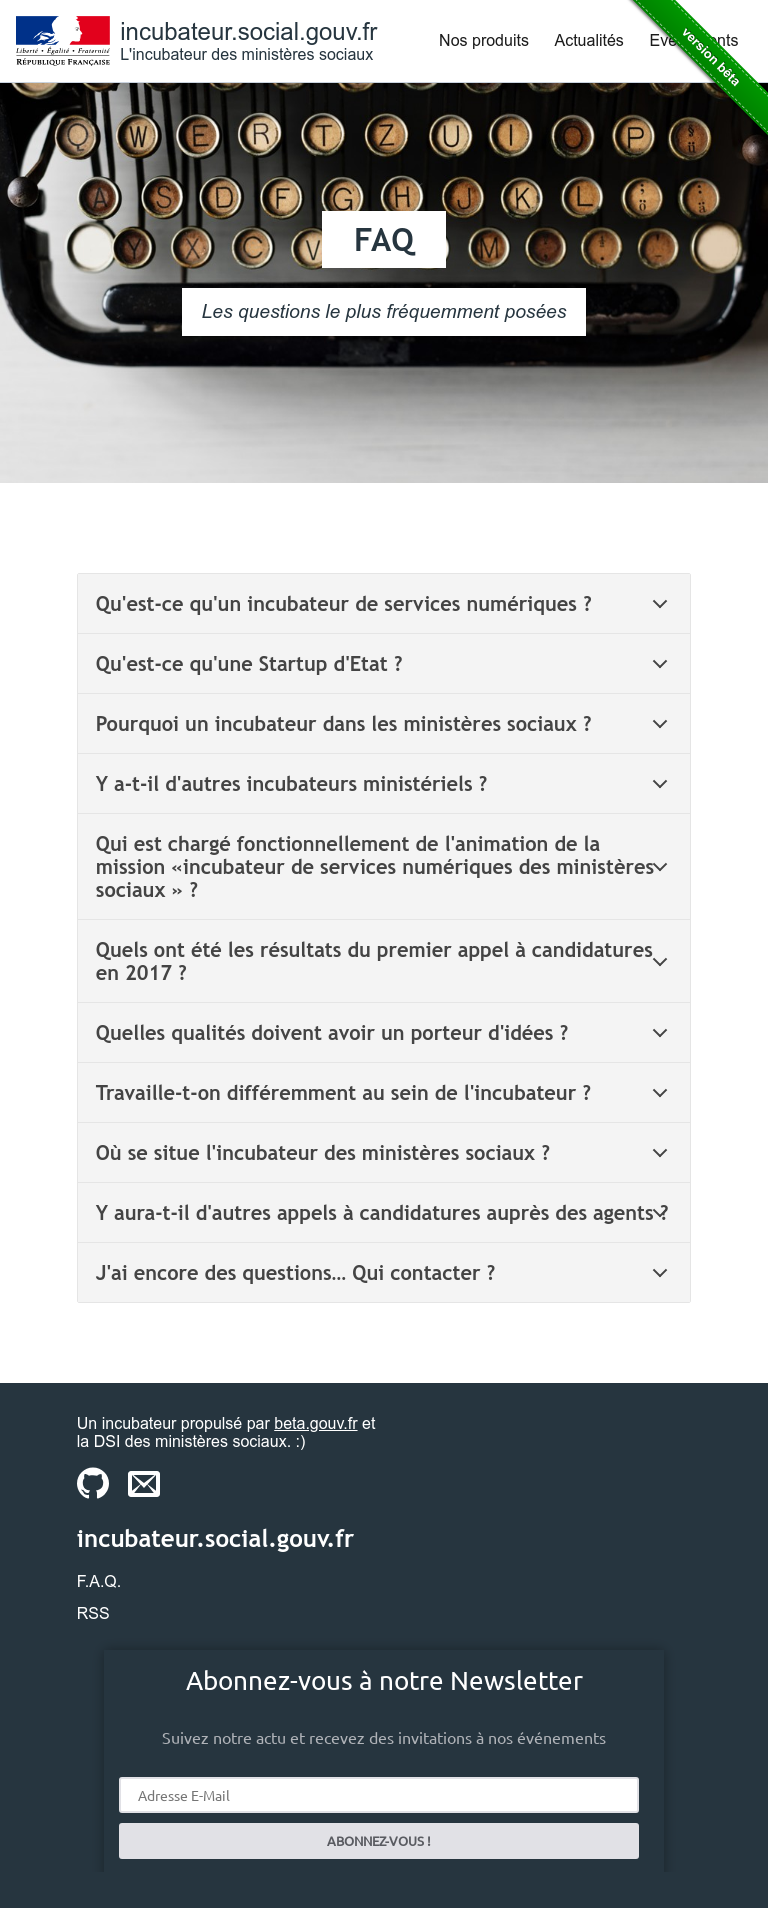 Liberté • Égalité • Fraternité
RÉPUBLIQUE FRANÇAISE
incubateur.social.gouv.fr
L'incubateur des ministères sociaux
Nos produits
Actualités
version bêta
Q W E R T Z U I O P § ü
A S D F G H J K L
Y X C V M
FAQ
Les questions le plus fréquemment posées
Qu'est-ce qu'un incubateur de services numériques ?
Qu'est-ce qu'une Startup d'Etat ?
Pourquoi un incubateur dans les ministères sociaux ?
Y a-t-il d'autres incubateurs ministériels ?
Qui est chargé fonctionnellement de l'animation de la
mission «incubateur de services numériques des ministères
sociaux » ?
Quels ont été les résultats du premier appel à candidatures
en 2017 ?
Quelles qualités doivent avoir un porteur d'idées ?
Travaille-t-on différemment au sein de l'incubateur ?
Où se situe l'incubateur des ministères sociaux ?
Y aura-t-il d'autres appels à candidatures auprès des agents ?
J'ai encore des questions... Qui contacter ?
Un incubateur propulsé par beta.gouv.fr et
la DSI des ministères sociaux. :)
incubateur.social.gouv.fr
F.A.Q.
RSS
Abonnez-vous à notre Newsletter
Suivez notre actu et recevez des invitations à nos événements
Adresse E-Mail
ABONNEZ-VOUS !